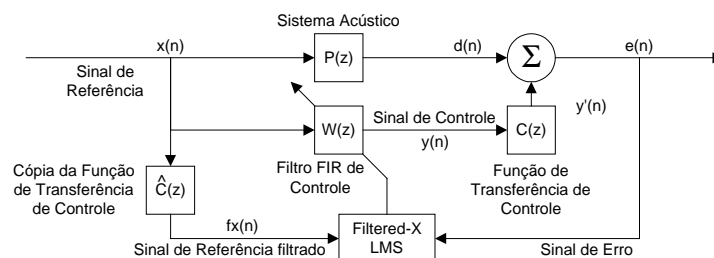 Sistema Acústico
x(n)
P(z)
d(n)
Σ
e(n)
Sinal de
Referência
Sinal de Controle
y'(n)
W(z)
y(n)
C(z)
Cópia da Função
de Transferência
de Controle
Ĉ(z)
Filtro FIR de
Controle
Função de
Transferência de
Controle
fx(n)
Filtered-X
LMS
Sinal de Referência filtrado
Sinal de Erro